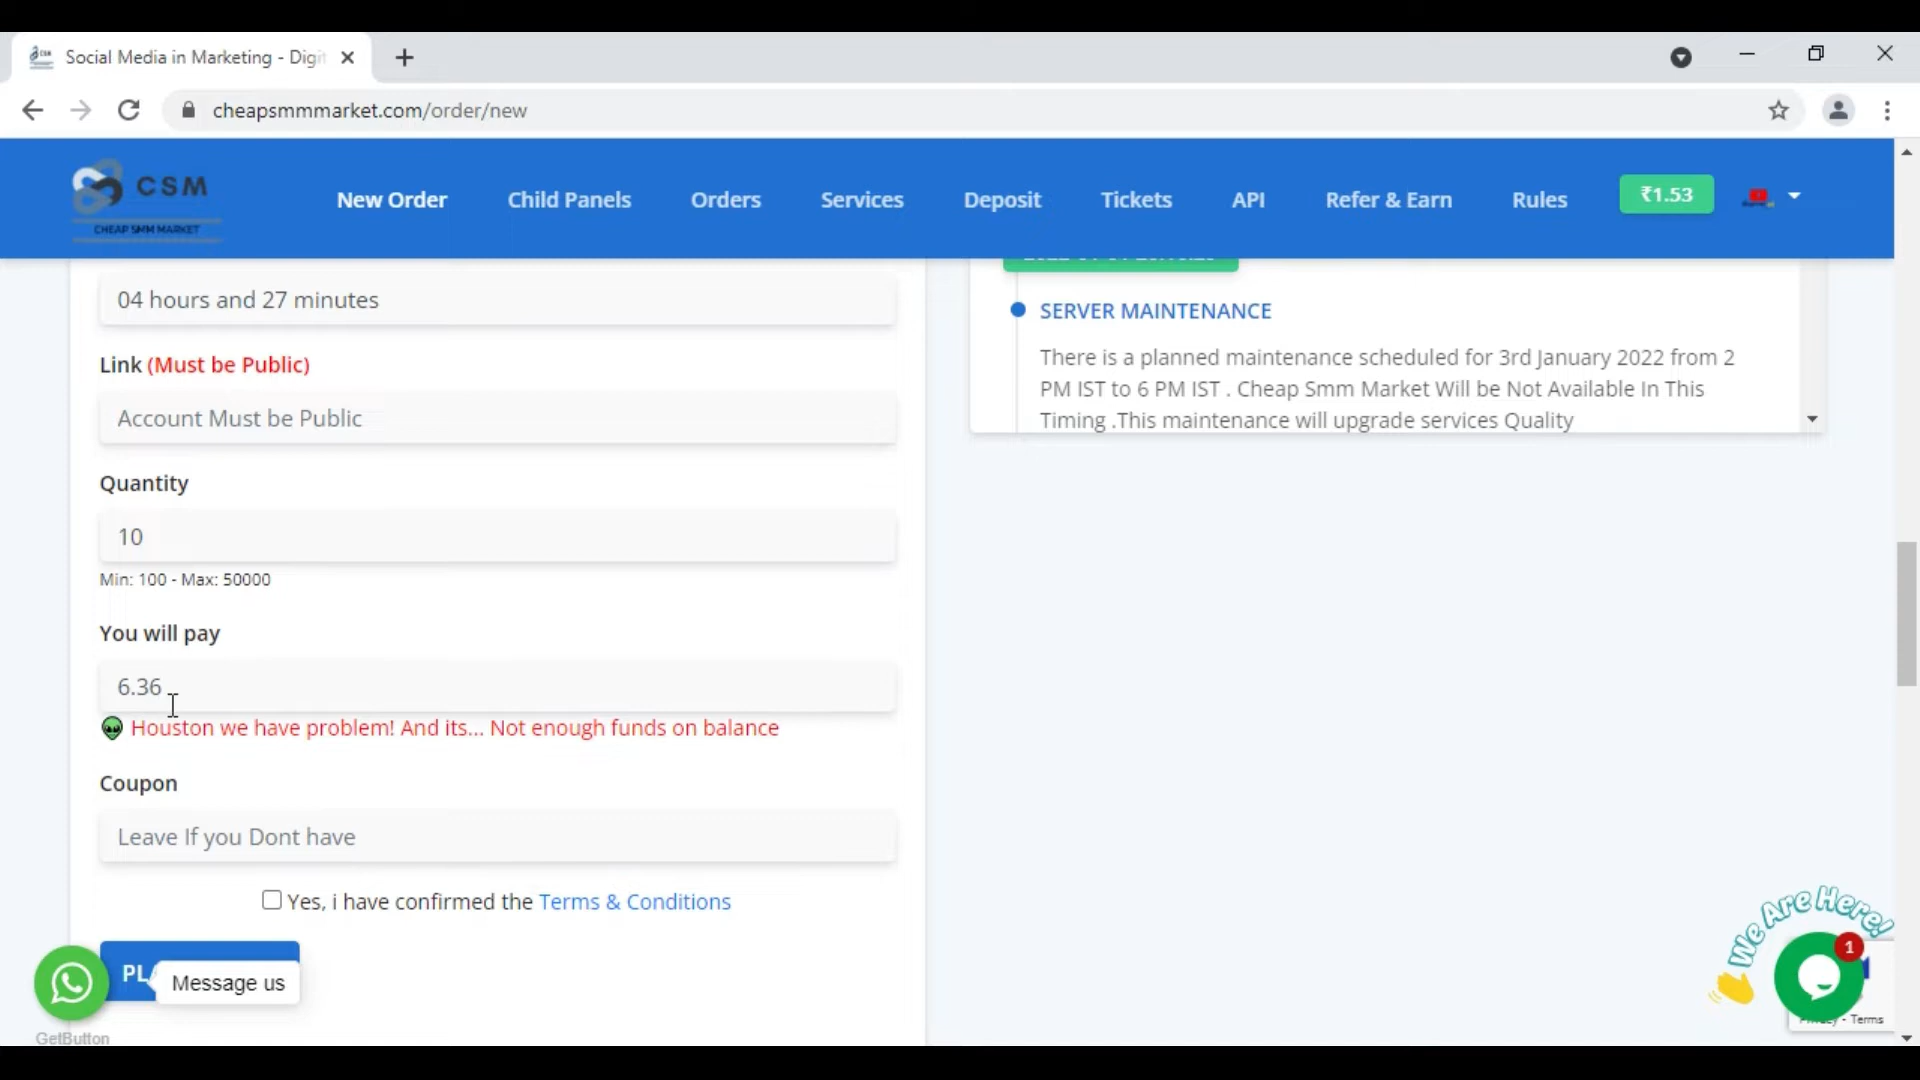 Social Media in Marketing - Digit
cheapsmmmarket.com/order/new
CSM
CHEAP SMM MARKET
New Order
Child Panels
Orders
Services
Deposit
Tickets
API
Refer & Earn
Rules
₹1.53
04 hours and 27 minutes
Link (Must be Public)
Account Must be Public
Quantity
10
Min: 100 - Max: 50000
You will pay
6.36
Houston we have problem! And its... Not enough funds on balance
Coupon
Leave If you Dont have
Yes, i have confirmed the Terms & Conditions
PL
Message us
GetButton
SERVER MAINTENANCE
There is a planned maintenance scheduled for 3rd January 2022 from 2
PM IST to 6 PM IST . Cheap Smm Market Will be Not Available In This
Timing .This maintenance will upgrade services Quality
We Are Here!
1
Privacy - Terms